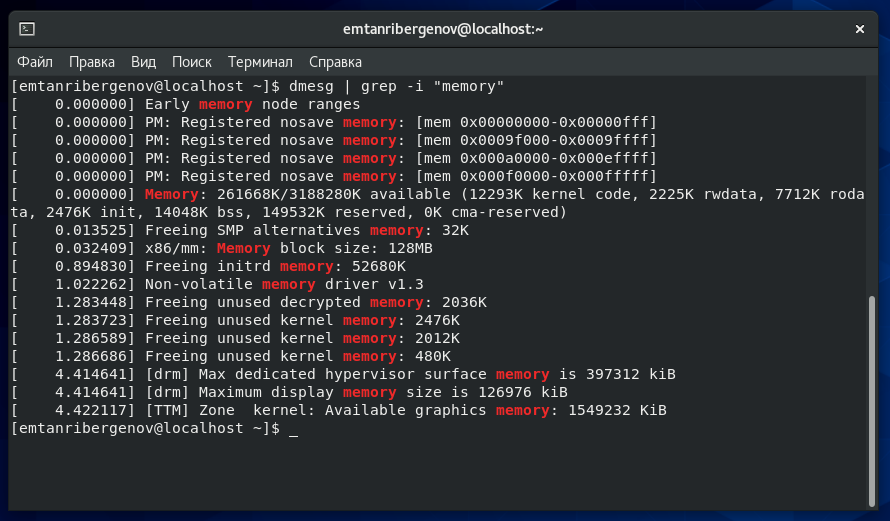 emtanribergenov@localhost:~
Файл Правка Вид Поиск Терминал Справка
[emtanribergenov@localhost ~]$ dmesg | grep -i "memory"
[    0.000000] Early memory node ranges
[    0.000000] PM: Registered nosave memory: [mem 0x00000000-0x00000fff]
[    0.000000] PM: Registered nosave memory: [mem 0x0009f000-0x0009ffff]
[    0.000000] PM: Registered nosave memory: [mem 0x000a0000-0x000effff]
[    0.000000] PM: Registered nosave memory: [mem 0x000f0000-0x000fffff]
[    0.000000] Memory: 261668K/3188280K available (12293K kernel code, 2225K rwdata, 7712K roda
ta, 2476K init, 14048K bss, 149532K reserved, 0K cma-reserved)
[    0.013525] Freeing SMP alternatives memory: 32K
[    0.032409] x86/mm: Memory block size: 128MB
[    0.894830] Freeing initrd memory: 52680K
[    1.022262] Non-volatile memory driver v1.3
[    1.283448] Freeing unused decrypted memory: 2036K
[    1.283723] Freeing unused kernel memory: 2476K
[    1.286589] Freeing unused kernel memory: 2012K
[    1.286686] Freeing unused kernel memory: 480K
[    4.414641] [drm] Max dedicated hypervisor surface memory is 397312 kiB
[    4.414641] [drm] Maximum display memory size is 126976 kiB
[    4.422117] [TTM] Zone  kernel: Available graphics memory: 1549232 KiB
[emtanribergenov@localhost ~]$ _